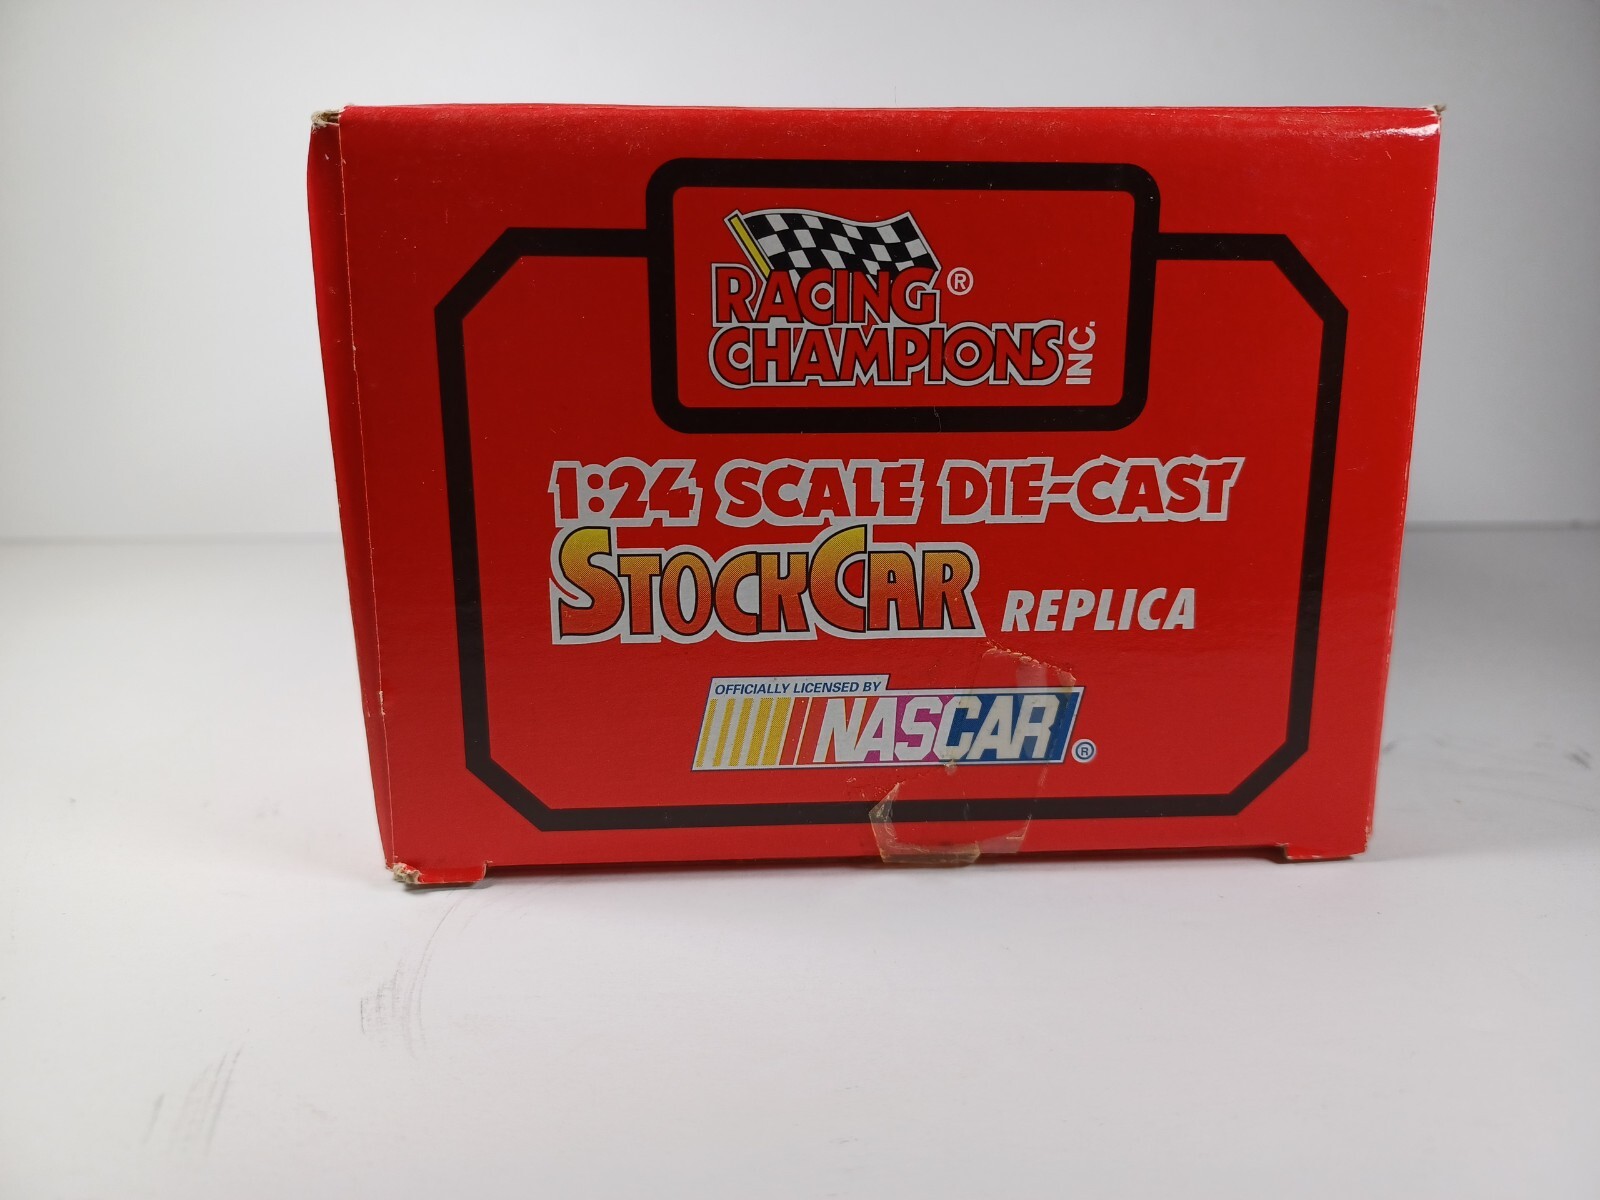 RACING ®
CHAMPIONS INC.
1:24 SCALE DIE-CAST
STOCKCAR REPLICA
OFFICIALLY LICENSED BY
NASCAR ®